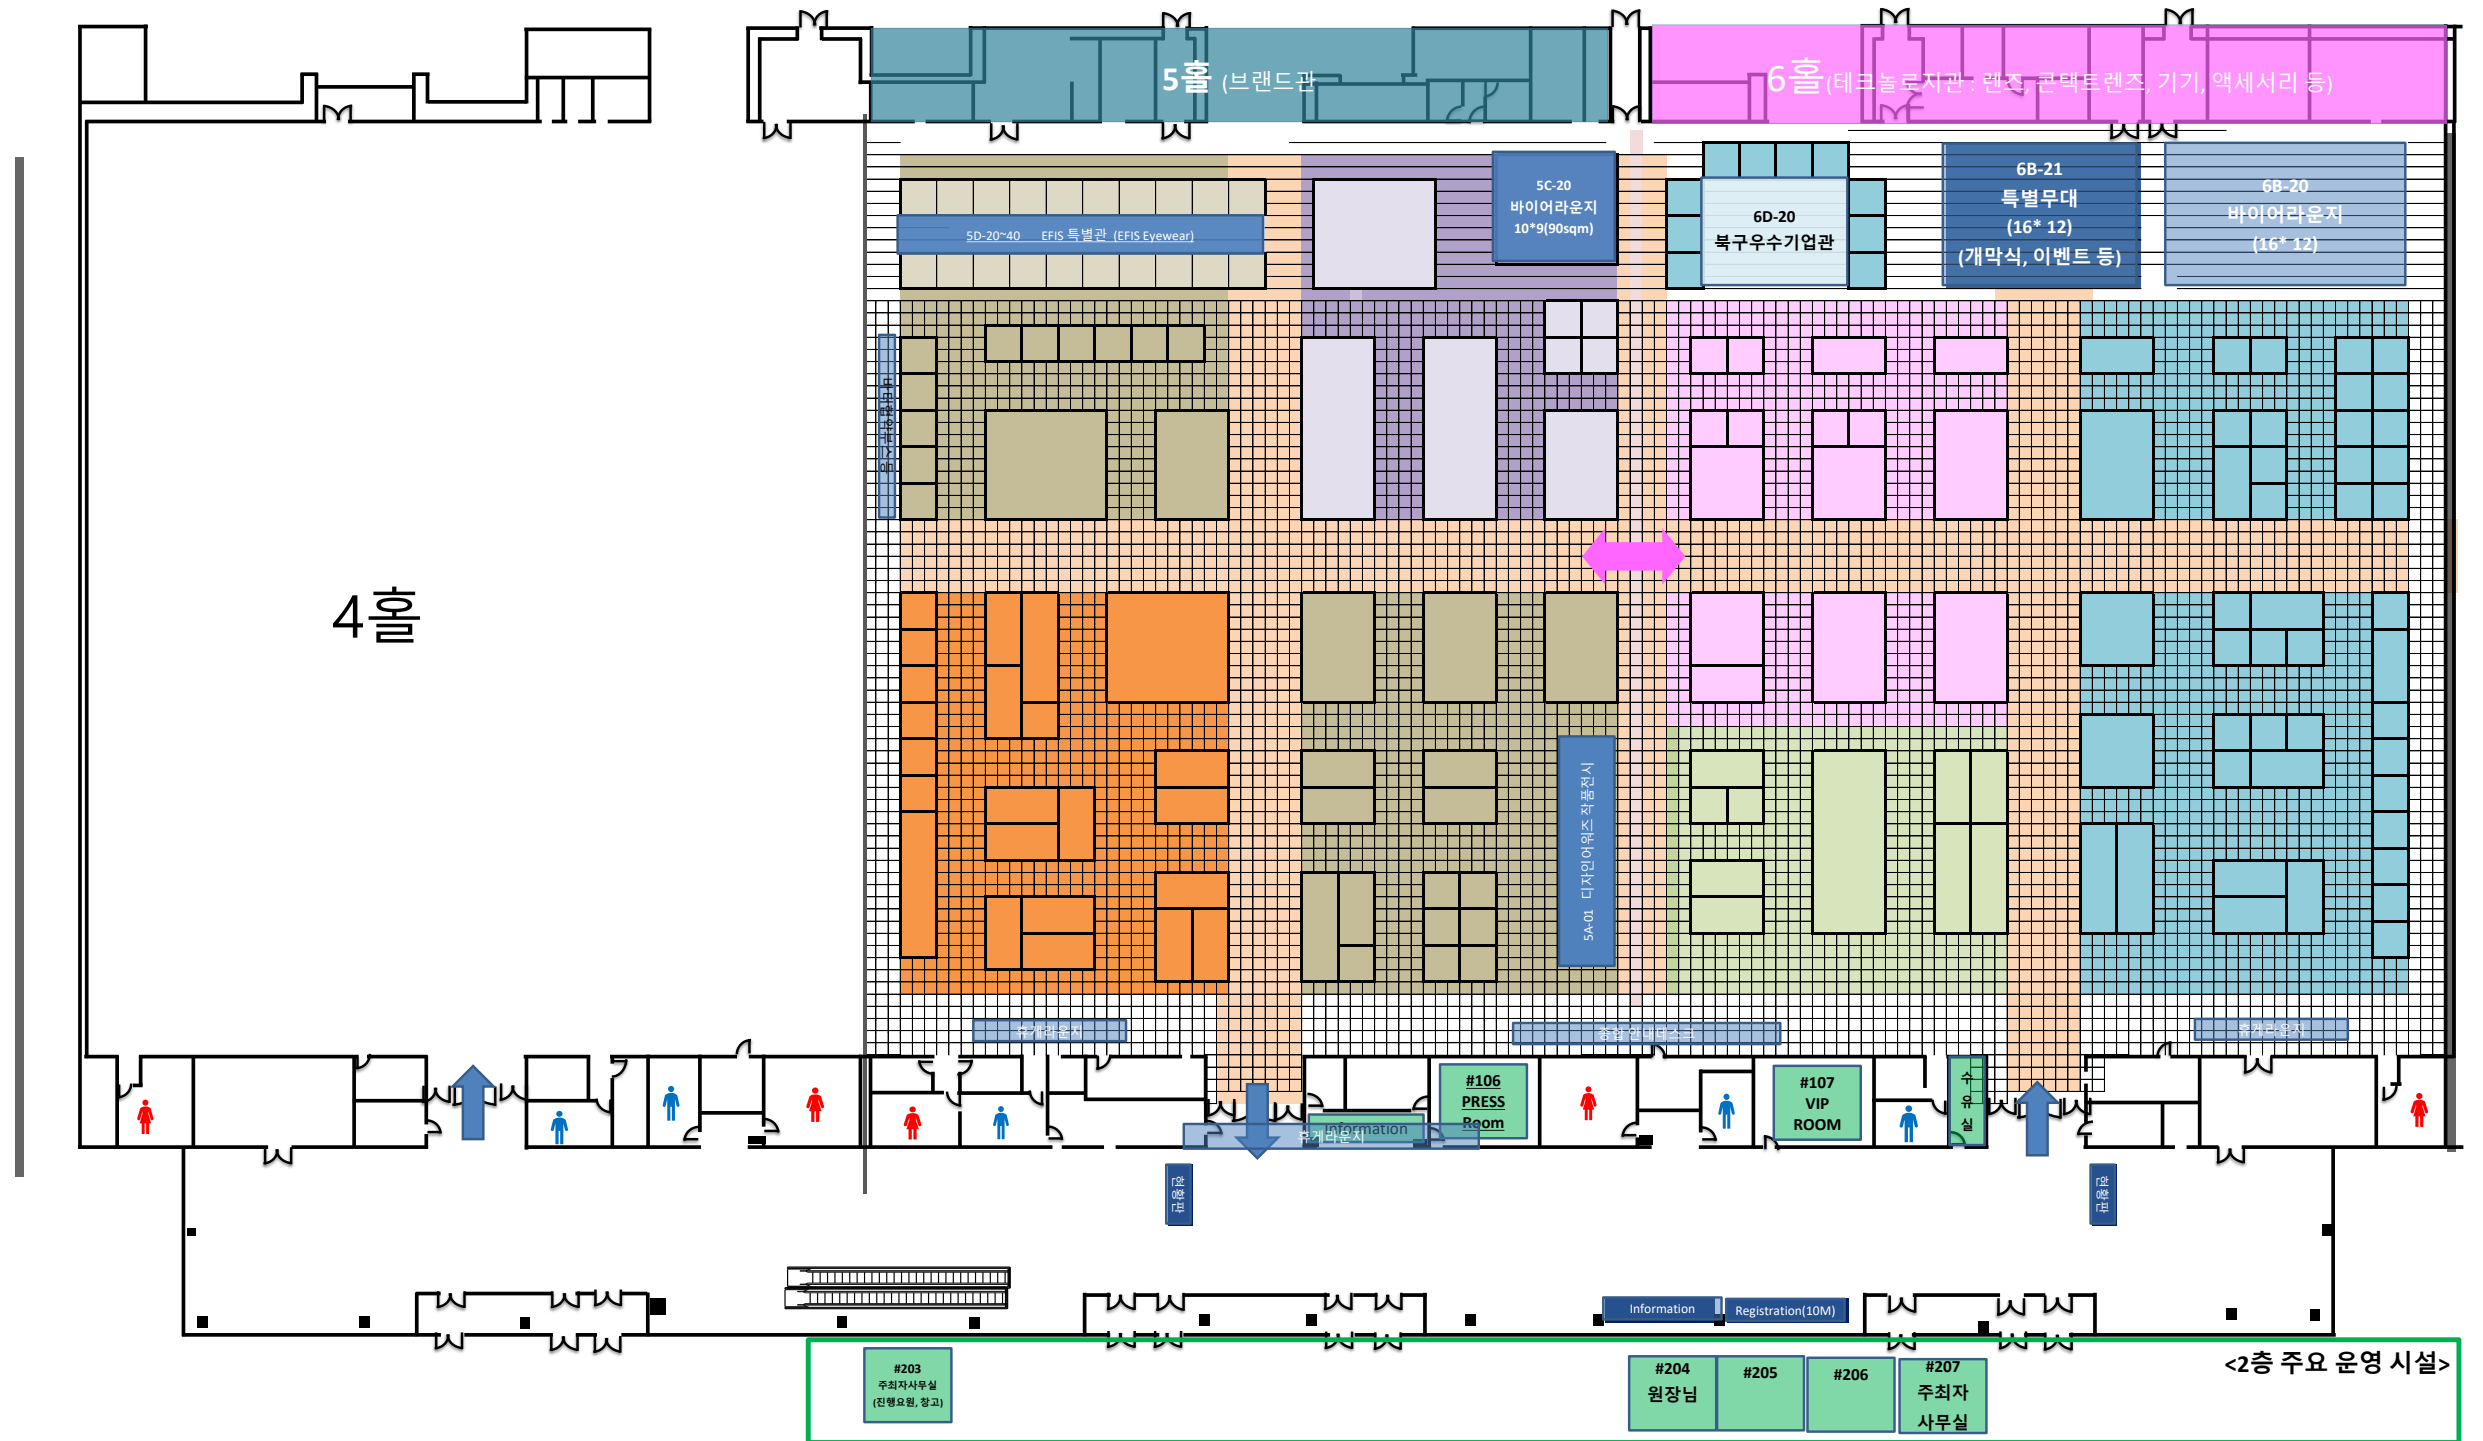 5홀 (브랜드관
6홀(테크놀로지관 : 렌즈, 콘택트렌즈, 기기, 액세서리 등)
5D-20~40 EFIS 특별관 (EFIS Eyewear)
5C-20
바이어라운지
10*9(90sqm)
6D-20
북구우수기업관
6B-21
특별무대
(16* 12)
(개막식, 이벤트 등)
6B-20
바이어라운지
(16* 12)
4홀
5A-01 디자인어워즈 작품전시
휴게라운지
종합안내데스크
휴게라운지
#106
PRESS
Room
#107
VIP
ROOM
수
유
실
Information
휴게라운지
현황판
현황판
Information
Registration(10M)
<2층 주요 운영 시설>
#203
주최자사무실
(진행요원, 창고)
#204
원장님
#205
#206
#207
주최자
사무실